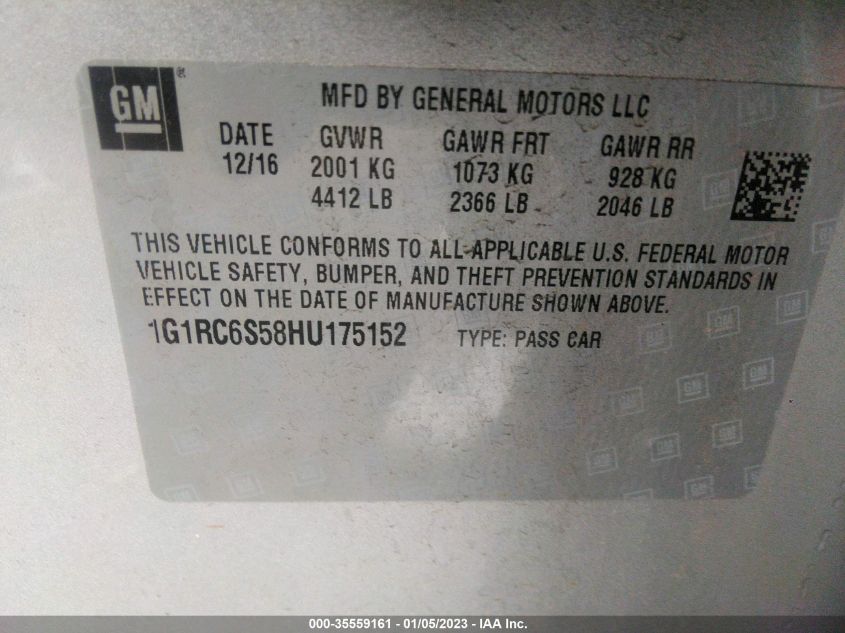 GM ®
MFD BY GENERAL MOTORS LLC
DATE GVWR GAWR FRT GAWR RR
12/16 2001 KG 1073 KG 928 KG
4412 LB 2366 LB 2046 LB
THIS VEHICLE CONFORMS TO ALL APPLICABLE U.S. FEDERAL MOTOR
VEHICLE SAFETY, BUMPER, AND THEFT PREVENTION STANDARDS IN
EFFECT ON THE DATE OF MANUFACTURE SHOWN ABOVE.
1G1RC6S58HU175152 TYPE: PASS CAR
000-35559161 - 01/05/2023 - IAA Inc.